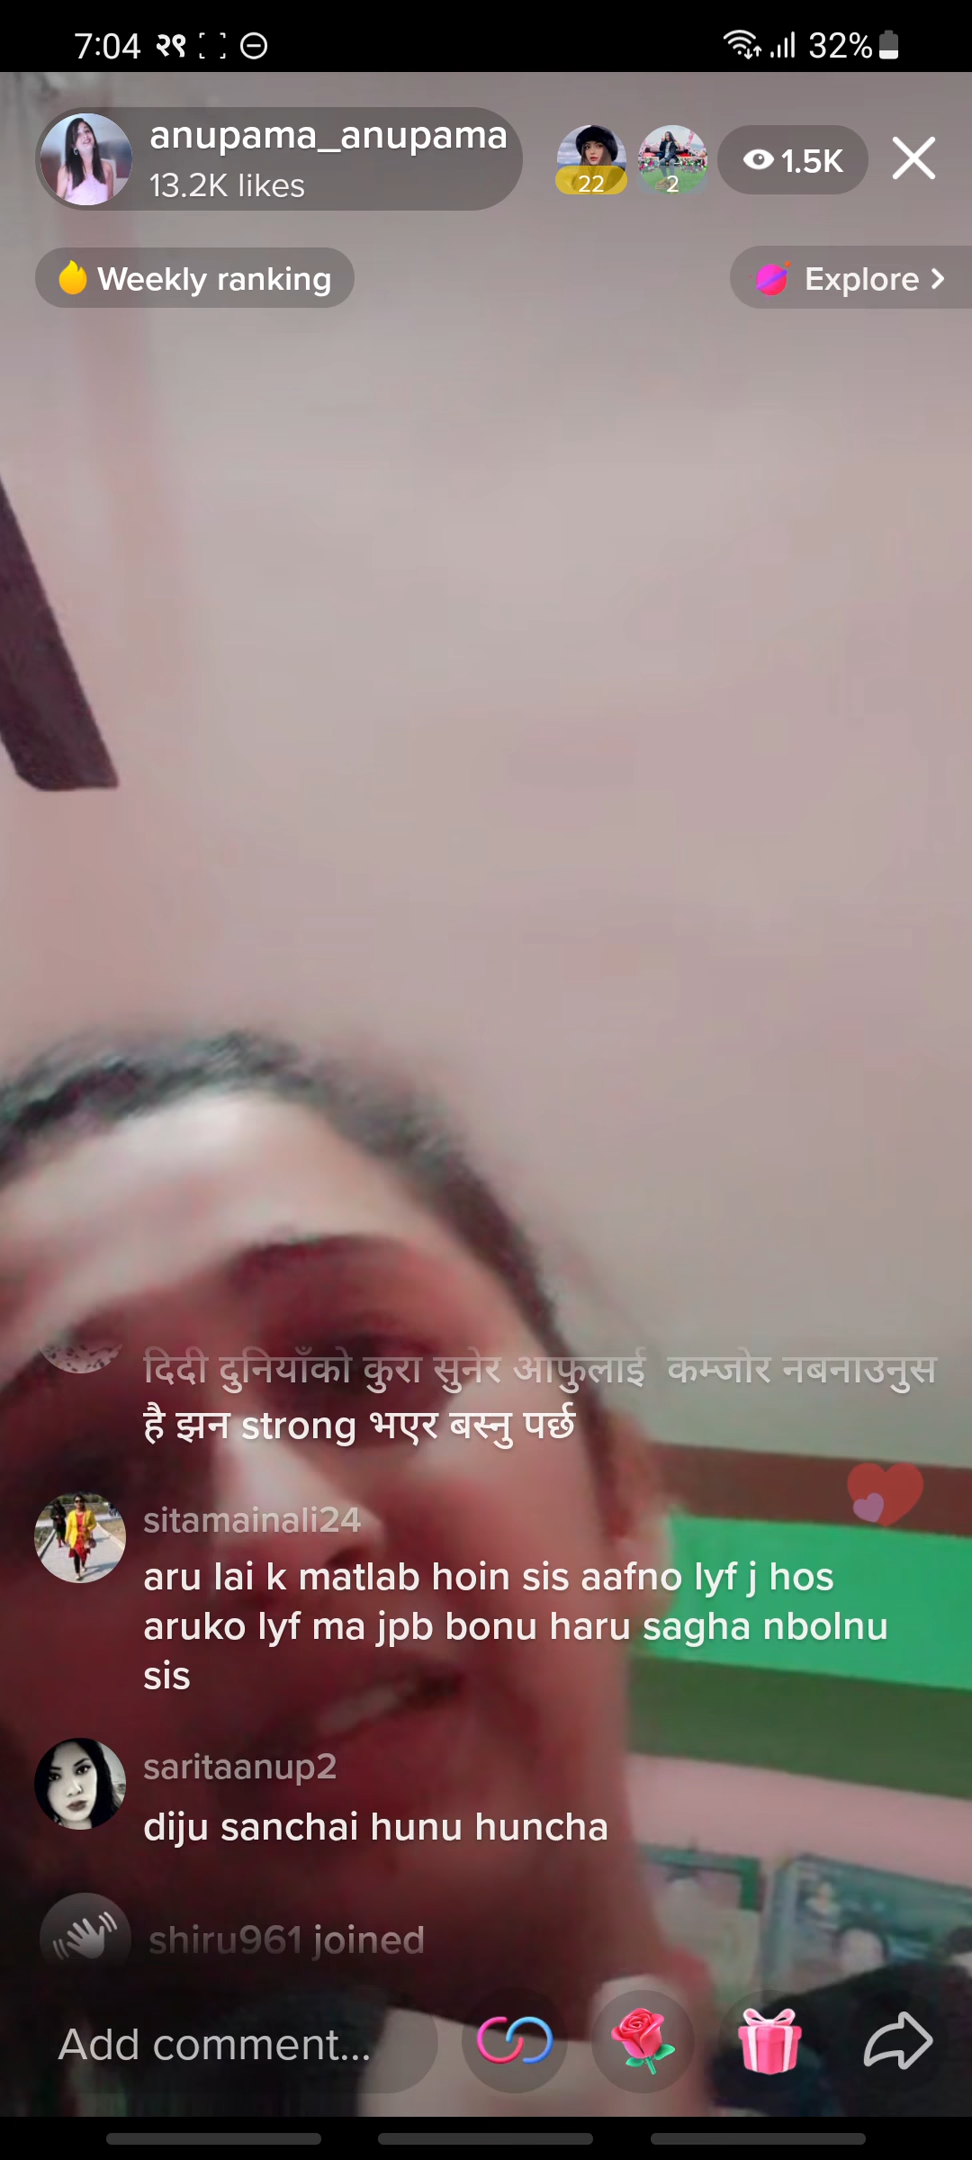 7:04 २९ 32%
anupama_anupama
13.2K likes
22
2
1.5K
Weekly ranking
Explore
दिदी दुनियाँको कुरा सुनेर आफुलाई कम्जोर नबनाउनुस
है झन strong भएर बस्नु पर्छ
sitamainali24
aru lai k matlab hoin sis aafno lyf j hos
aruko lyf ma jpb bonu haru sagha nbolnu
sis
saritaanup2
diju sanchai hunu huncha
shiru961 joined
Add comment...